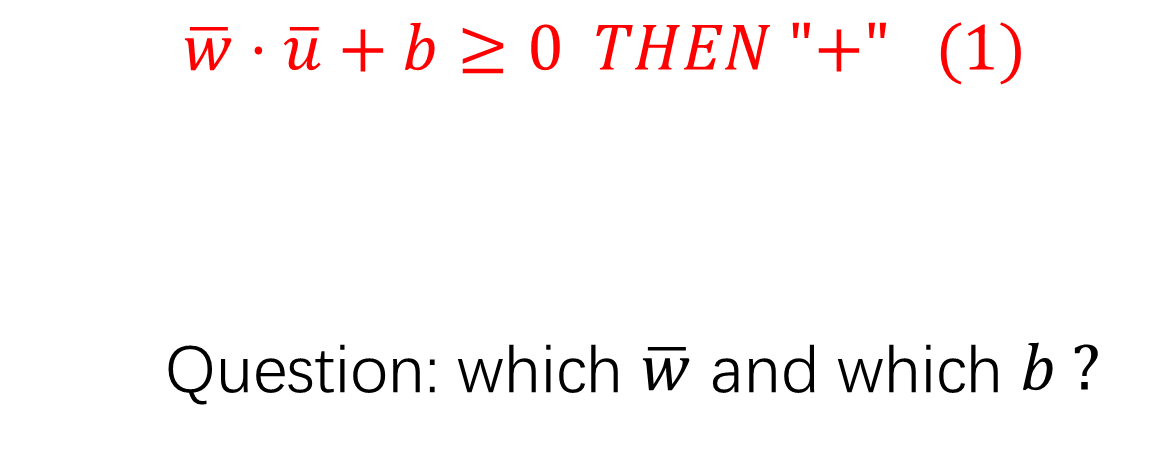 w̅ · u̅ + b ≥ 0 THEN "+" (1)
Question: which w̅ and which b ?